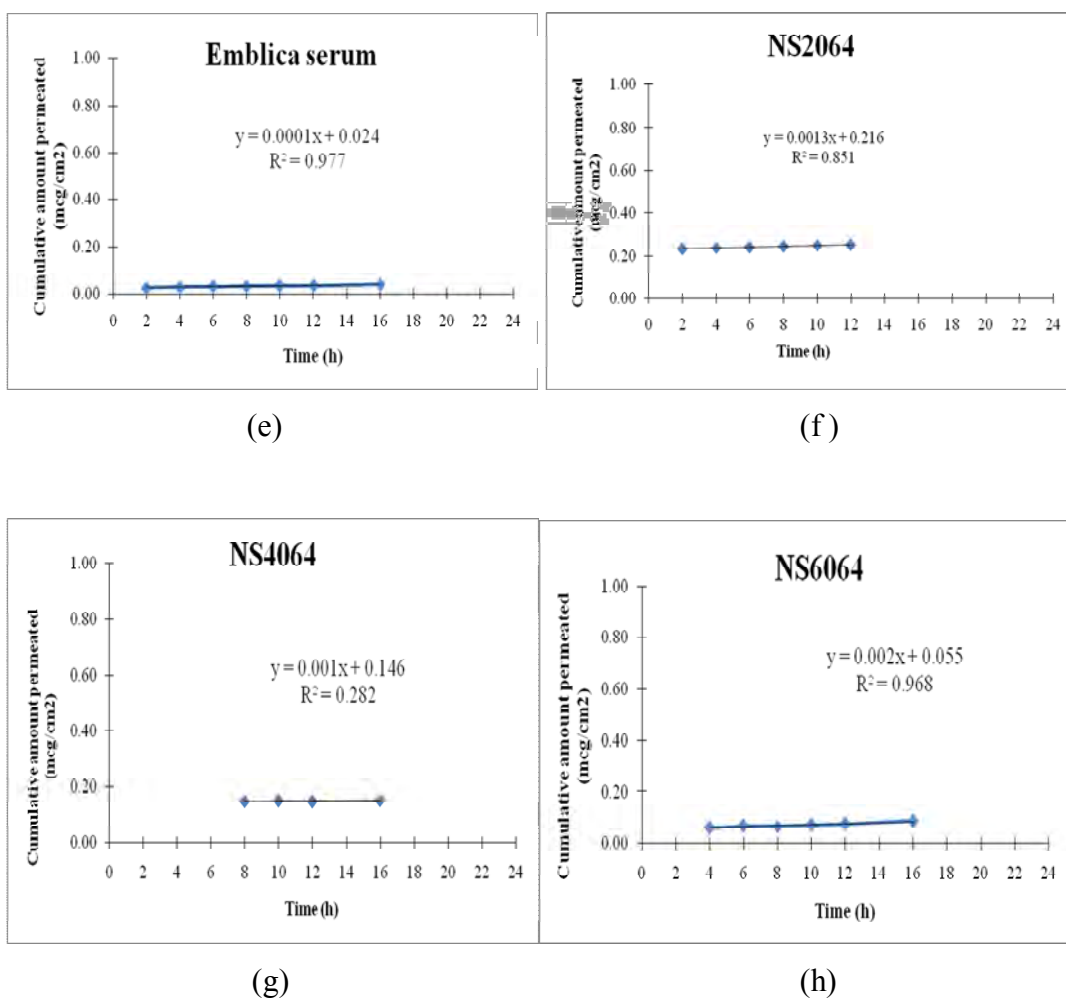 Emblica serum
Cumulative amount permeated
(mcg/cm2)
1.00
0.80
0.60
0.40
0.20
0.00
y = 0.0001x + 0.024
R² = 0.977
0 2 4 6 8 10 12 14 16 18 20 22 24
Time (h)
(e)
NS2064
Cumulative amount permeated
(mcg/cm2)
1.00
0.80
0.60
0.40
0.20
0.00
y = 0.0013x + 0.216
R² = 0.851
0 2 4 6 8 10 12 14 16 18 20 22 24
Time (h)
(f )
NS4064
Cumulative amount permeated
(mcg/cm2)
1.00
0.80
0.60
0.40
0.20
0.00
y = 0.001x + 0.146
R² = 0.282
0 2 4 6 8 10 12 14 16 18 20 22 24
Time (h)
(g)
NS6064
Cumulative amount permeated
(mcg/cm2)
1.00
0.80
0.60
0.40
0.20
0.00
y = 0.002x + 0.055
R² = 0.968
0 2 4 6 8 10 12 14 16 18 20 22 24
Time (h)
(h)